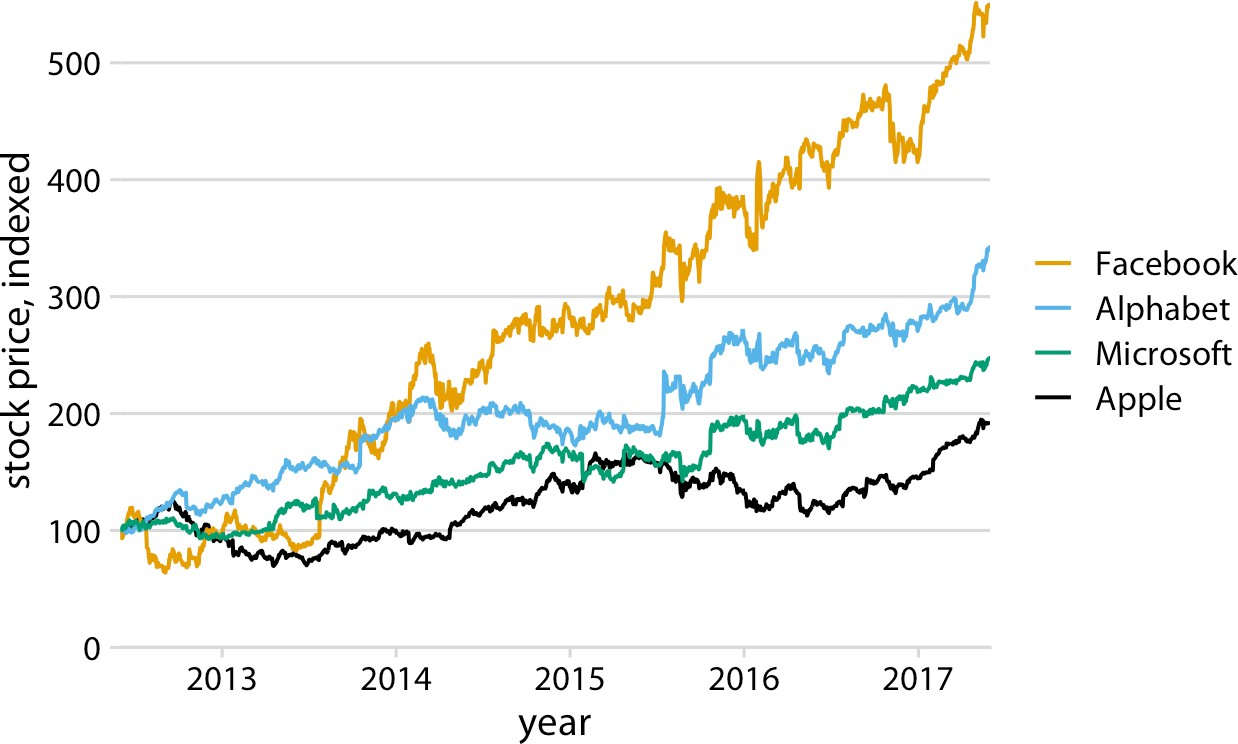 stock price, indexed
500
400
300
200
100
0
2013 2014 2015 2016 2017
year
Facebook
Alphabet
Microsoft
Apple